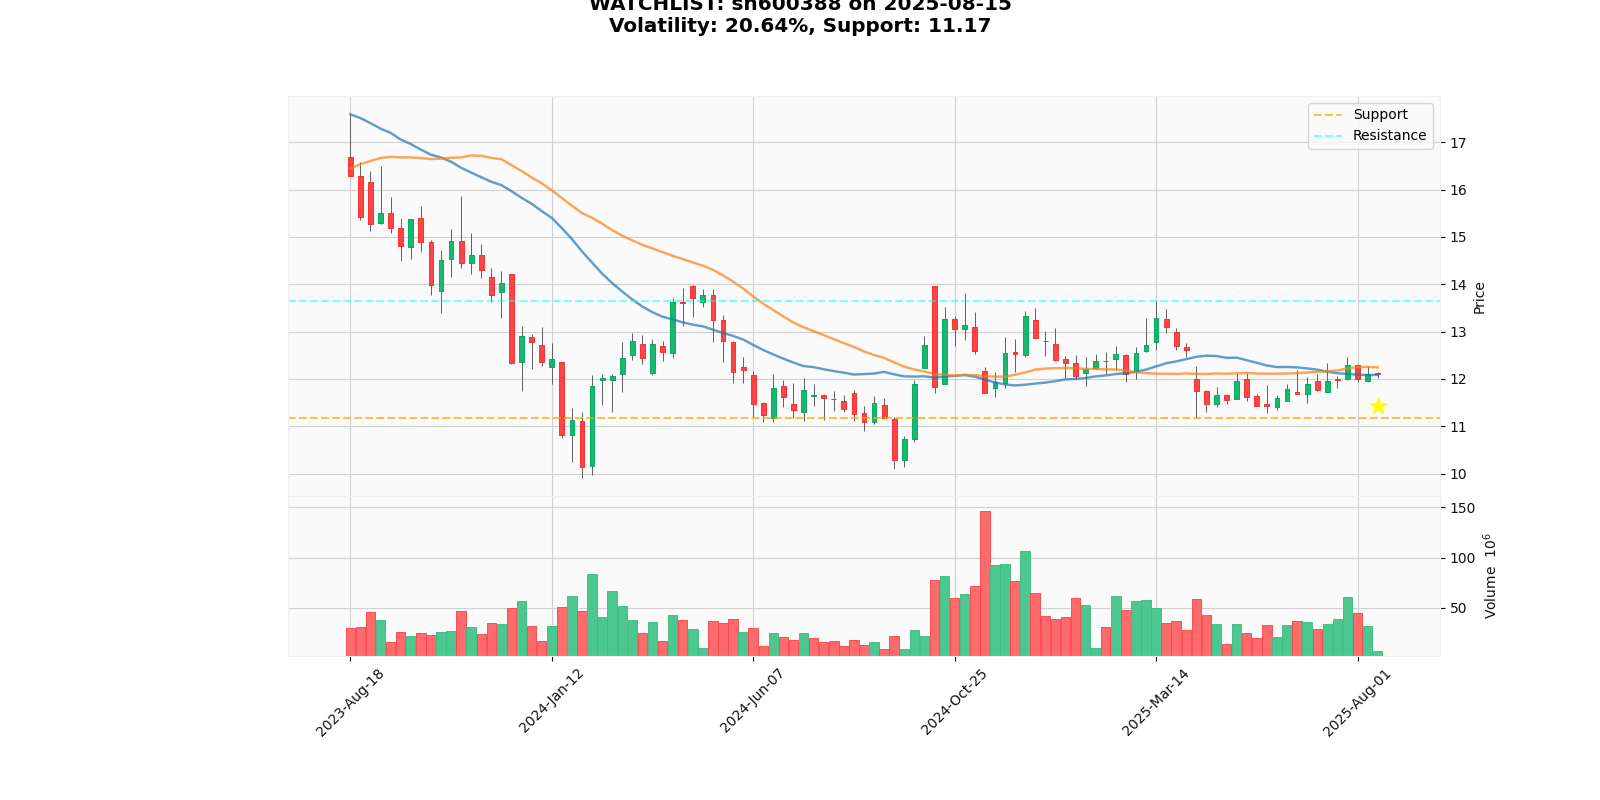 WATCHLIST: sh600388 on 2025-08-15
Volatility: 20.64%, Support: 11.17
Support
Resistance
17
16
15
14
13
12
11
10
Price
150
100
50
Volume 10⁶
2023-Aug-18
2024-Jan-12
2024-Jun-07
2024-Oct-25
2025-Mar-14
2025-Aug-01